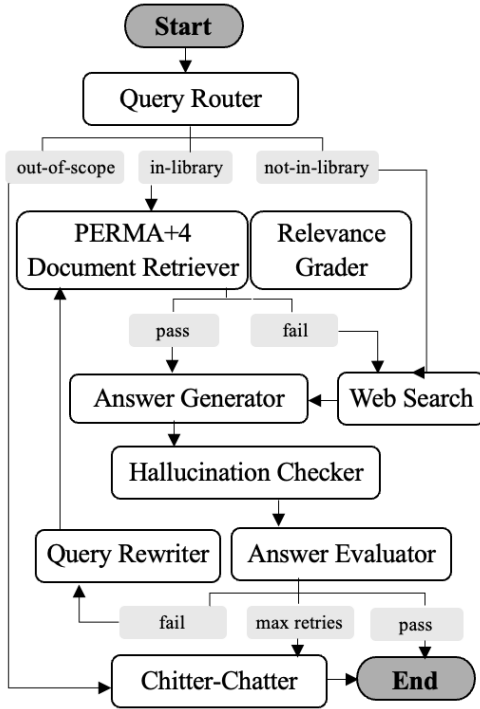 Start
Query Router
out-of-scope
in-library
not-in-library
PERMA+4
Document Retriever
Relevance
Grader
pass
fail
Answer Generator
Web Search
Hallucination Checker
Query Rewriter
Answer Evaluator
fail
max retries
pass
Chitter-Chatter
End